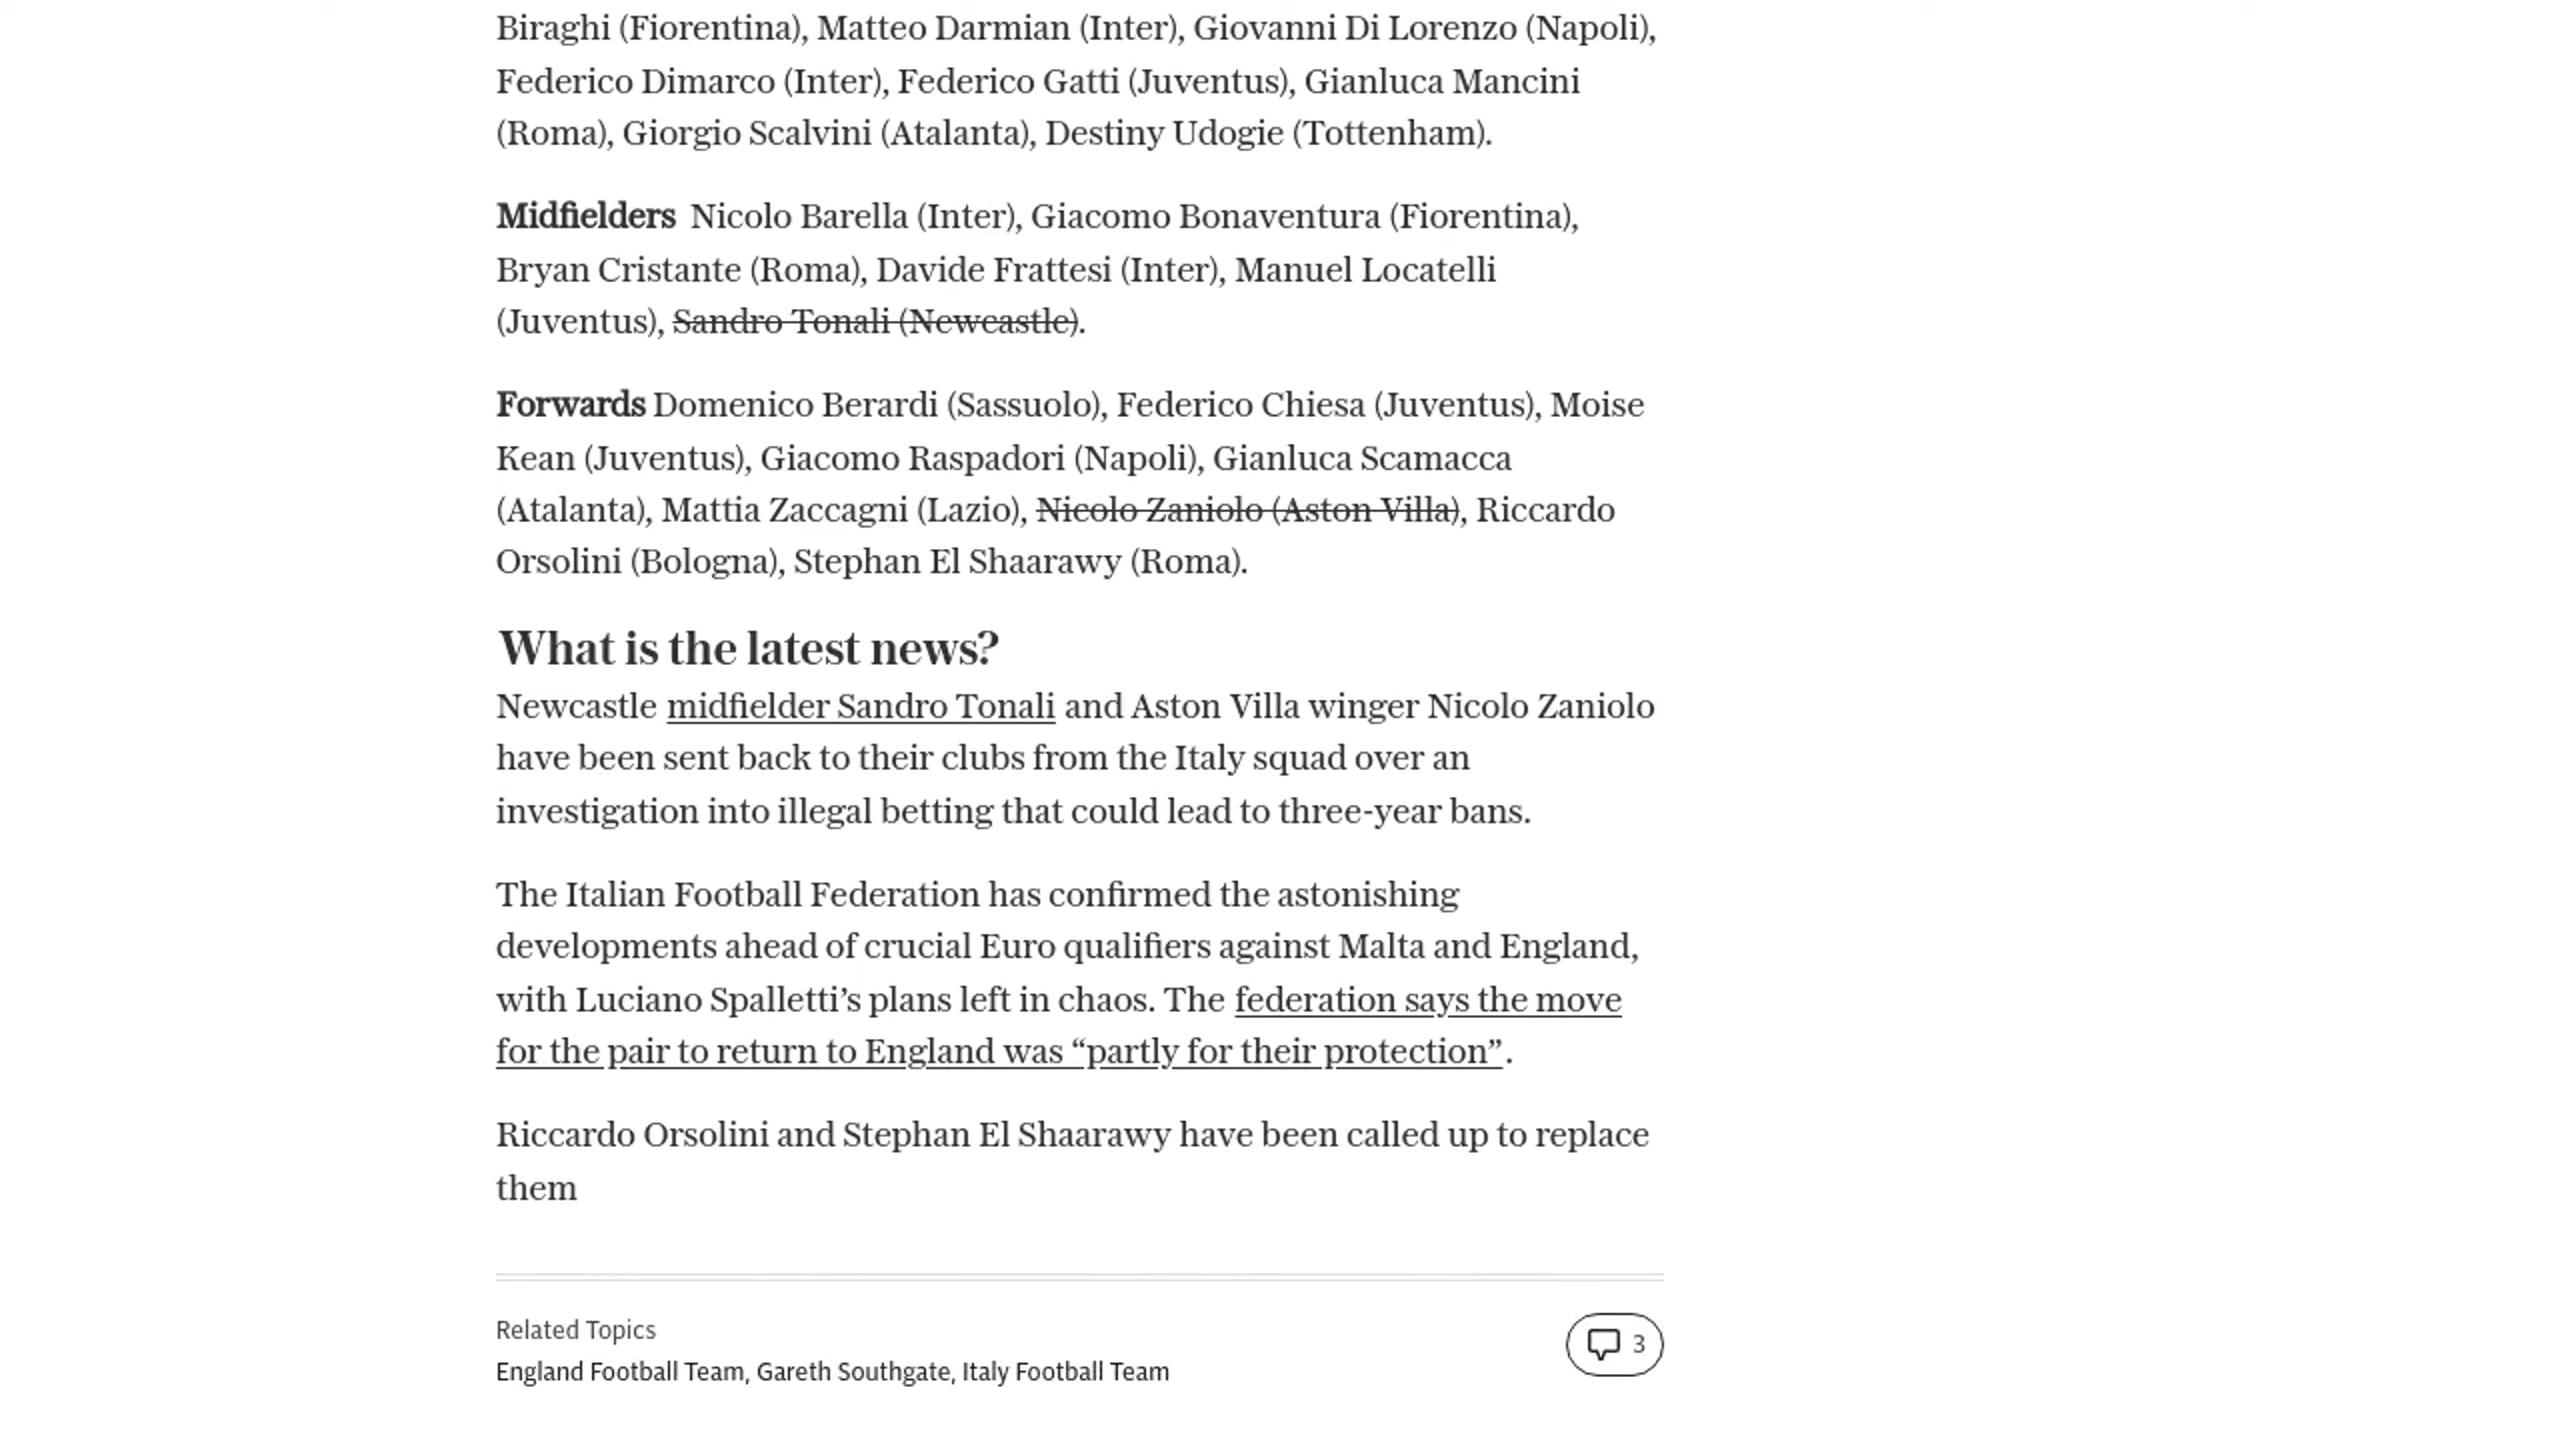 Biraghi (Fiorentina), Matteo Darmian (Inter), Giovanni Di Lorenzo (Napoli),
Federico Dimarco (Inter), Federico Gatti (Juventus), Gianluca Mancini
(Roma), Giorgio Scalvini (Atalanta), Destiny Udogie (Tottenham).
Midfielders Nicolo Barella (Inter), Giacomo Bonaventura (Fiorentina),
Bryan Cristante (Roma), Davide Frattesi (Inter), Manuel Locatelli
(Juventus), Sandro Tonali (Newcastle).
Forwards Domenico Berardi (Sassuolo), Federico Chiesa (Juventus), Moise
Kean (Juventus), Giacomo Raspadori (Napoli), Gianluca Scamacca
(Atalanta), Mattia Zaccagni (Lazio), Nicolo Zaniolo (Aston Villa), Riccardo
Orsolini (Bologna), Stephan El Shaarawy (Roma).
What is the latest news?
Newcastle midfielder Sandro Tonali and Aston Villa winger Nicolo Zaniolo
have been sent back to their clubs from the Italy squad over an
investigation into illegal betting that could lead to three-year bans.
The Italian Football Federation has confirmed the astonishing
developments ahead of crucial Euro qualifiers against Malta and England,
with Luciano Spalletti’s plans left in chaos. The federation says the move
for the pair to return to England was “partly for their protection”.
Riccardo Orsolini and Stephan El Shaarawy have been called up to replace
them
Related Topics
England Football Team, Gareth Southgate, Italy Football Team
3